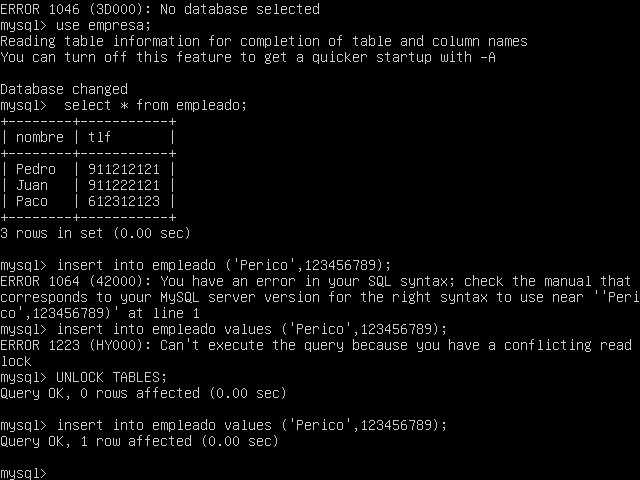 ERROR 1046 (3D000): No database selected
mysql> use empresa;
Reading table information for completion of table and column names
You can turn off this feature to get a quicker startup with -A
Database changed
mysql>  select * from empleado;
+--------+-----------+
| nombre | tlf       |
+--------+-----------+
| Pedro  | 911212121 |
| Juan   | 911222121 |
| Paco   | 612312123 |
+--------+-----------+
3 rows in set (0.00 sec)
mysql> insert into empleado ('Perico',123456789);
ERROR 1064 (42000): You have an error in your SQL syntax; check the manual that
corresponds to your MySQL server version for the right syntax to use near ''Peri
co',123456789)' at line 1
mysql> insert into empleado values ('Perico',123456789);
ERROR 1223 (HY000): Can't execute the query because you have a conflicting read
lock
mysql> UNLOCK TABLES;
Query OK, 0 rows affected (0.00 sec)
mysql> insert into empleado values ('Perico',123456789);
Query OK, 1 row affected (0.00 sec)
mysql>